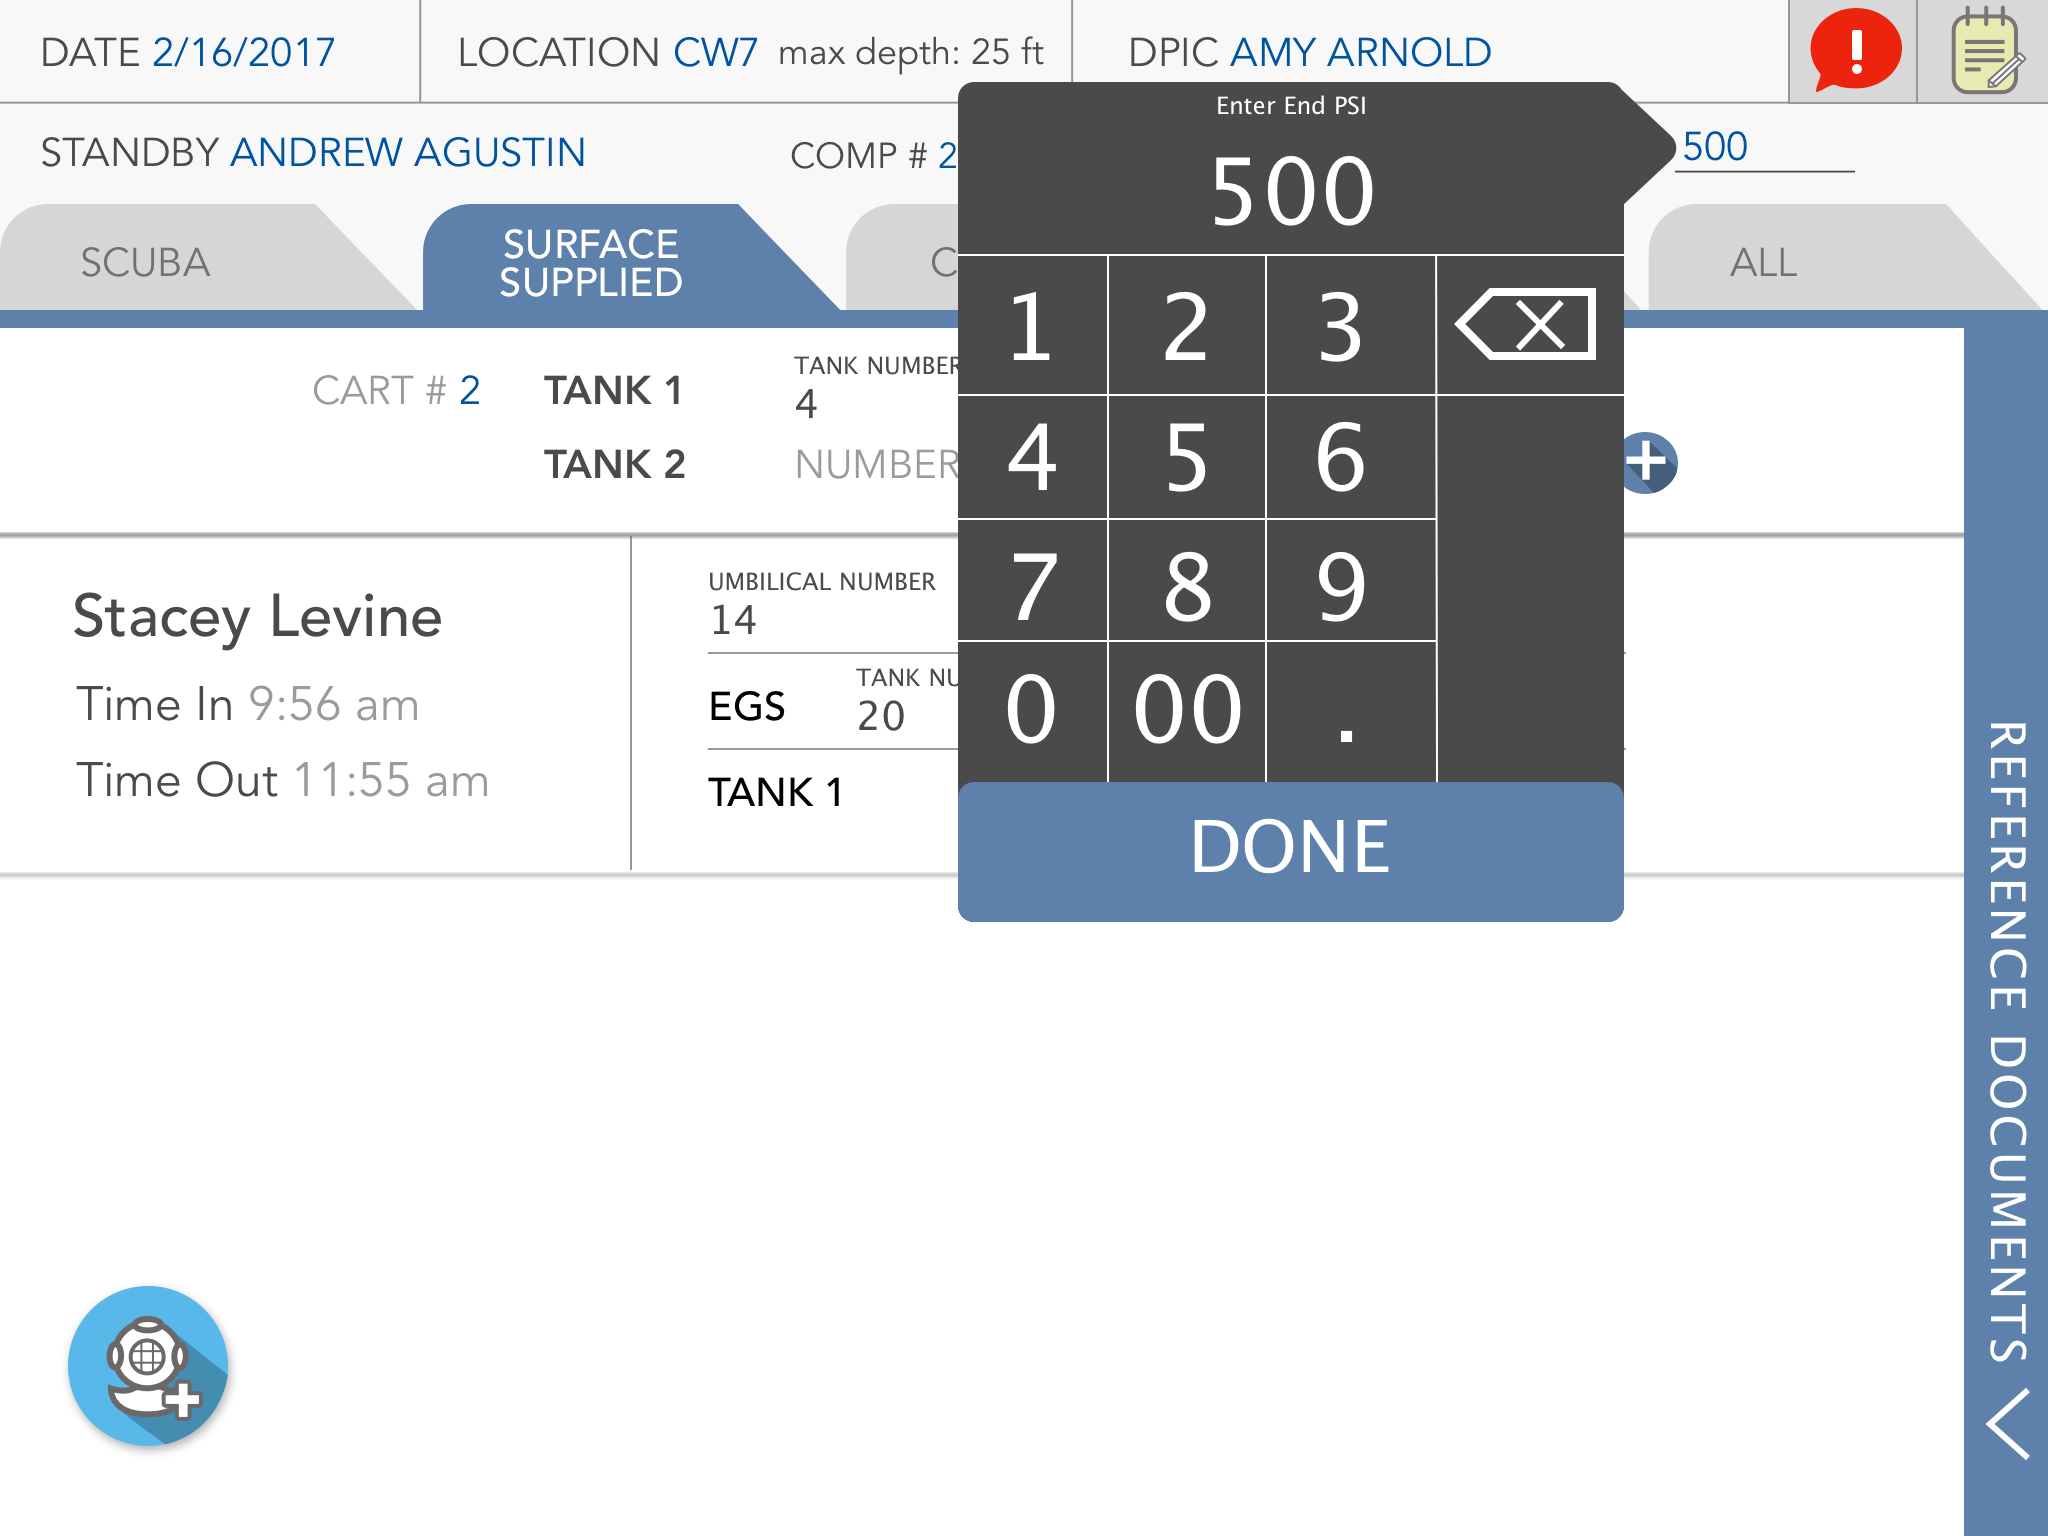 DATE 2/16/2017
LOCATION CW7 max depth: 25 ft
DPIC AMY ARNOLD
STANDBY ANDREW AGUSTIN
COMP # 2
500
Enter End PSI
500
1 2 3
4 5 6
7 8 9
0 00 .
DONE
SCUBA
SURFACE
SUPPLIED
C
ALL
CART # 2
TANK 1
TANK NUMBER
4
TANK 2
NUMBER
Stacey Levine
Time In 9:56 am
Time Out 11:55 am
UMBILICAL NUMBER
14
EGS
TANK NU
20
TANK 1
REFERENCE DOCUMENTS